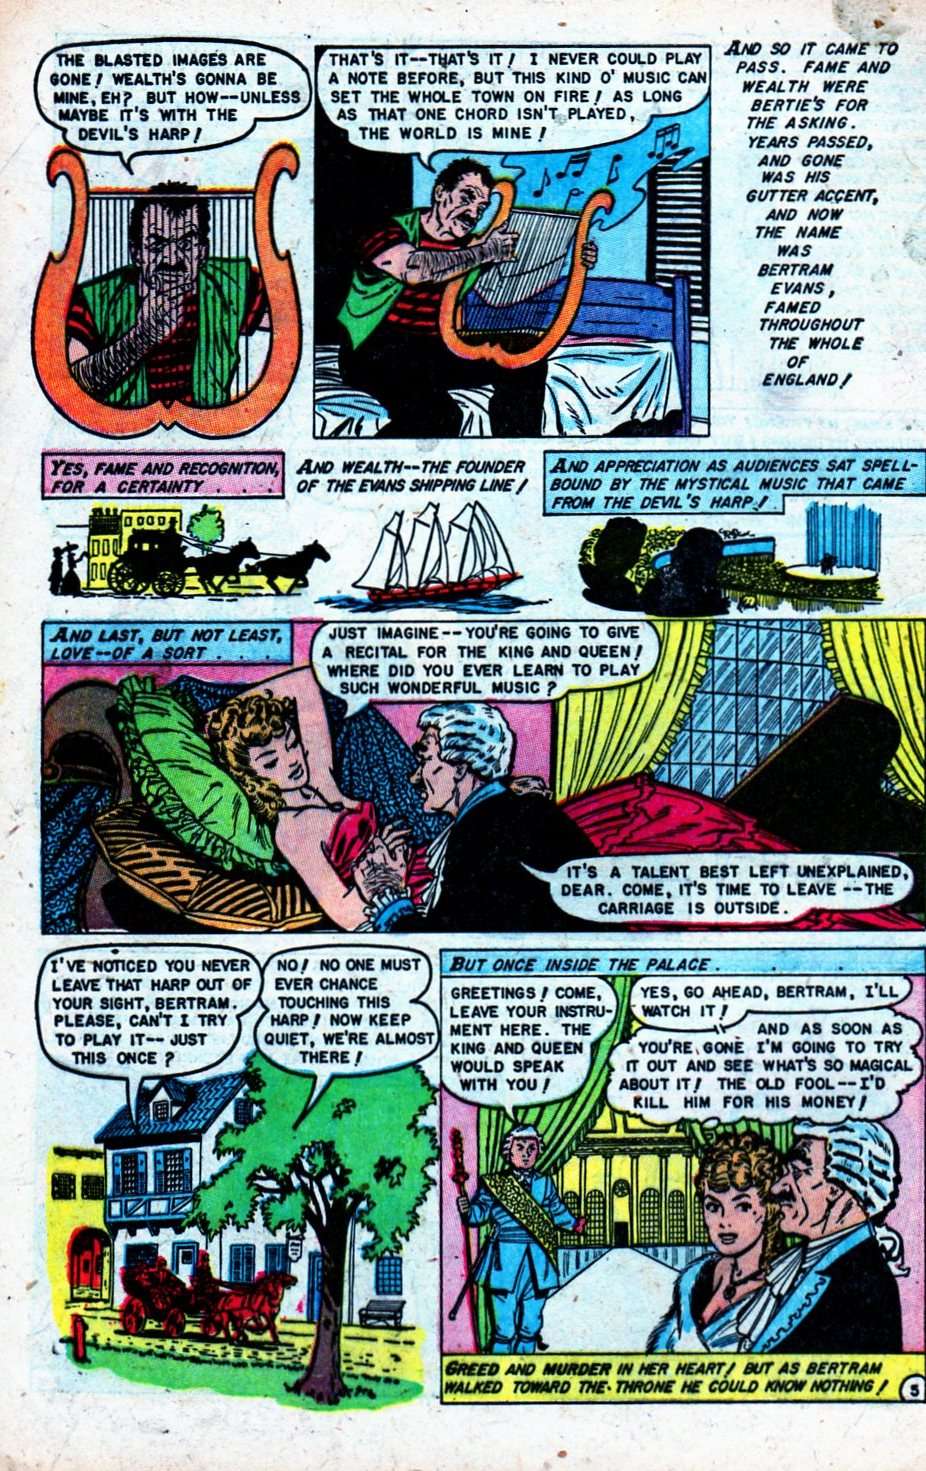 THE BLASTED IMAGES ARE
GONE! WEALTH'S GONNA BE
MINE, EH? BUT HOW--UNLESS
MAYBE IT'S WITH THE
DEVIL'S HARP!
THAT'S IT--THAT'S IT! I NEVER COULD PLAY
A NOTE BEFORE, BUT THIS KIND O' MUSIC CAN
SET THE WHOLE TOWN ON FIRE! AS LONG
AS THAT ONE CHORD ISN'T PLAYED,
THE WORLD IS MINE!
AND SO IT CAME TO
PASS. FAME AND
WEALTH WERE
BERTIE'S FOR
THE ASKING.
YEARS PASSED,
AND GONE
WAS HIS
GUTTER ACCENT,
AND NOW
THE NAME
WAS
BERTRAM
EVANS,
FAMED
THROUGHOUT
THE WHOLE
OF
ENGLAND!
YES, FAME AND RECOGNITION,
FOR A CERTAINTY . . . .
AND WEALTH--THE FOUNDER
OF THE EVANS SHIPPING LINE!
AND APPRECIATION AS AUDIENCES SAT SPELL-
BOUND BY THE MYSTICAL MUSIC THAT CAME
FROM THE DEVIL'S HARP!
AND LAST, BUT NOT LEAST,
LOVE--OF A SORT . . . .
JUST IMAGINE--YOU'RE GOING TO GIVE
A RECITAL FOR THE KING AND QUEEN!
WHERE DID YOU EVER LEARN TO PLAY
SUCH WONDERFUL MUSIC?
IT'S A TALENT BEST LEFT UNEXPLAINED,
DEAR. COME, IT'S TIME TO LEAVE--THE
CARRIAGE IS OUTSIDE.
I'VE NOTICED YOU NEVER
LEAVE THAT HARP OUT OF
YOUR SIGHT, BERTRAM.
PLEASE, CAN'T I TRY
TO PLAY IT--JUST
THIS ONCE?
NO! NO ONE MUST
EVER CHANCE
TOUCHING THIS
HARP! NOW KEEP
QUIET, WE'RE ALMOST
THERE!
BUT ONCE INSIDE THE PALACE. . . . .
GREETINGS! COME,
LEAVE YOUR INSTRU-
MENT HERE. THE
KING AND QUEEN
WOULD SPEAK
WITH YOU!
YES, GO AHEAD, BERTRAM, I'LL
WATCH IT!
AND AS SOON AS
YOU'RE GONE I'M GOING TO TRY
IT OUT AND SEE WHAT'S SO MAGICAL
ABOUT IT! THE OLD FOOL--I'D
KILL HIM FOR HIS MONEY!
GREED AND MURDER IN HER HEART! BUT AS BERTRAM
WALKED TOWARD THE THRONE HE COULD KNOW NOTHING!
5